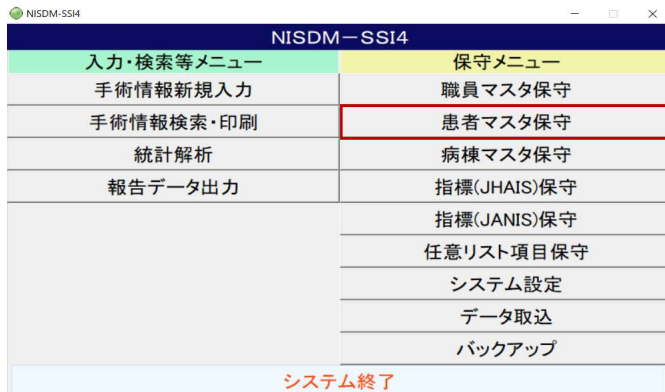 NISDM-SSI4
NISDM－SSI4
入力・検索等メニュー
保守メニュー
手術情報新規入力
職員マスタ保守
手術情報検索・印刷
患者マスタ保守
統計解析
病棟マスタ保守
報告データ出力
指標(JHAIS)保守
指標(JANIS)保守
任意リスト項目保守
システム設定
データ取込
バックアップ
システム終了